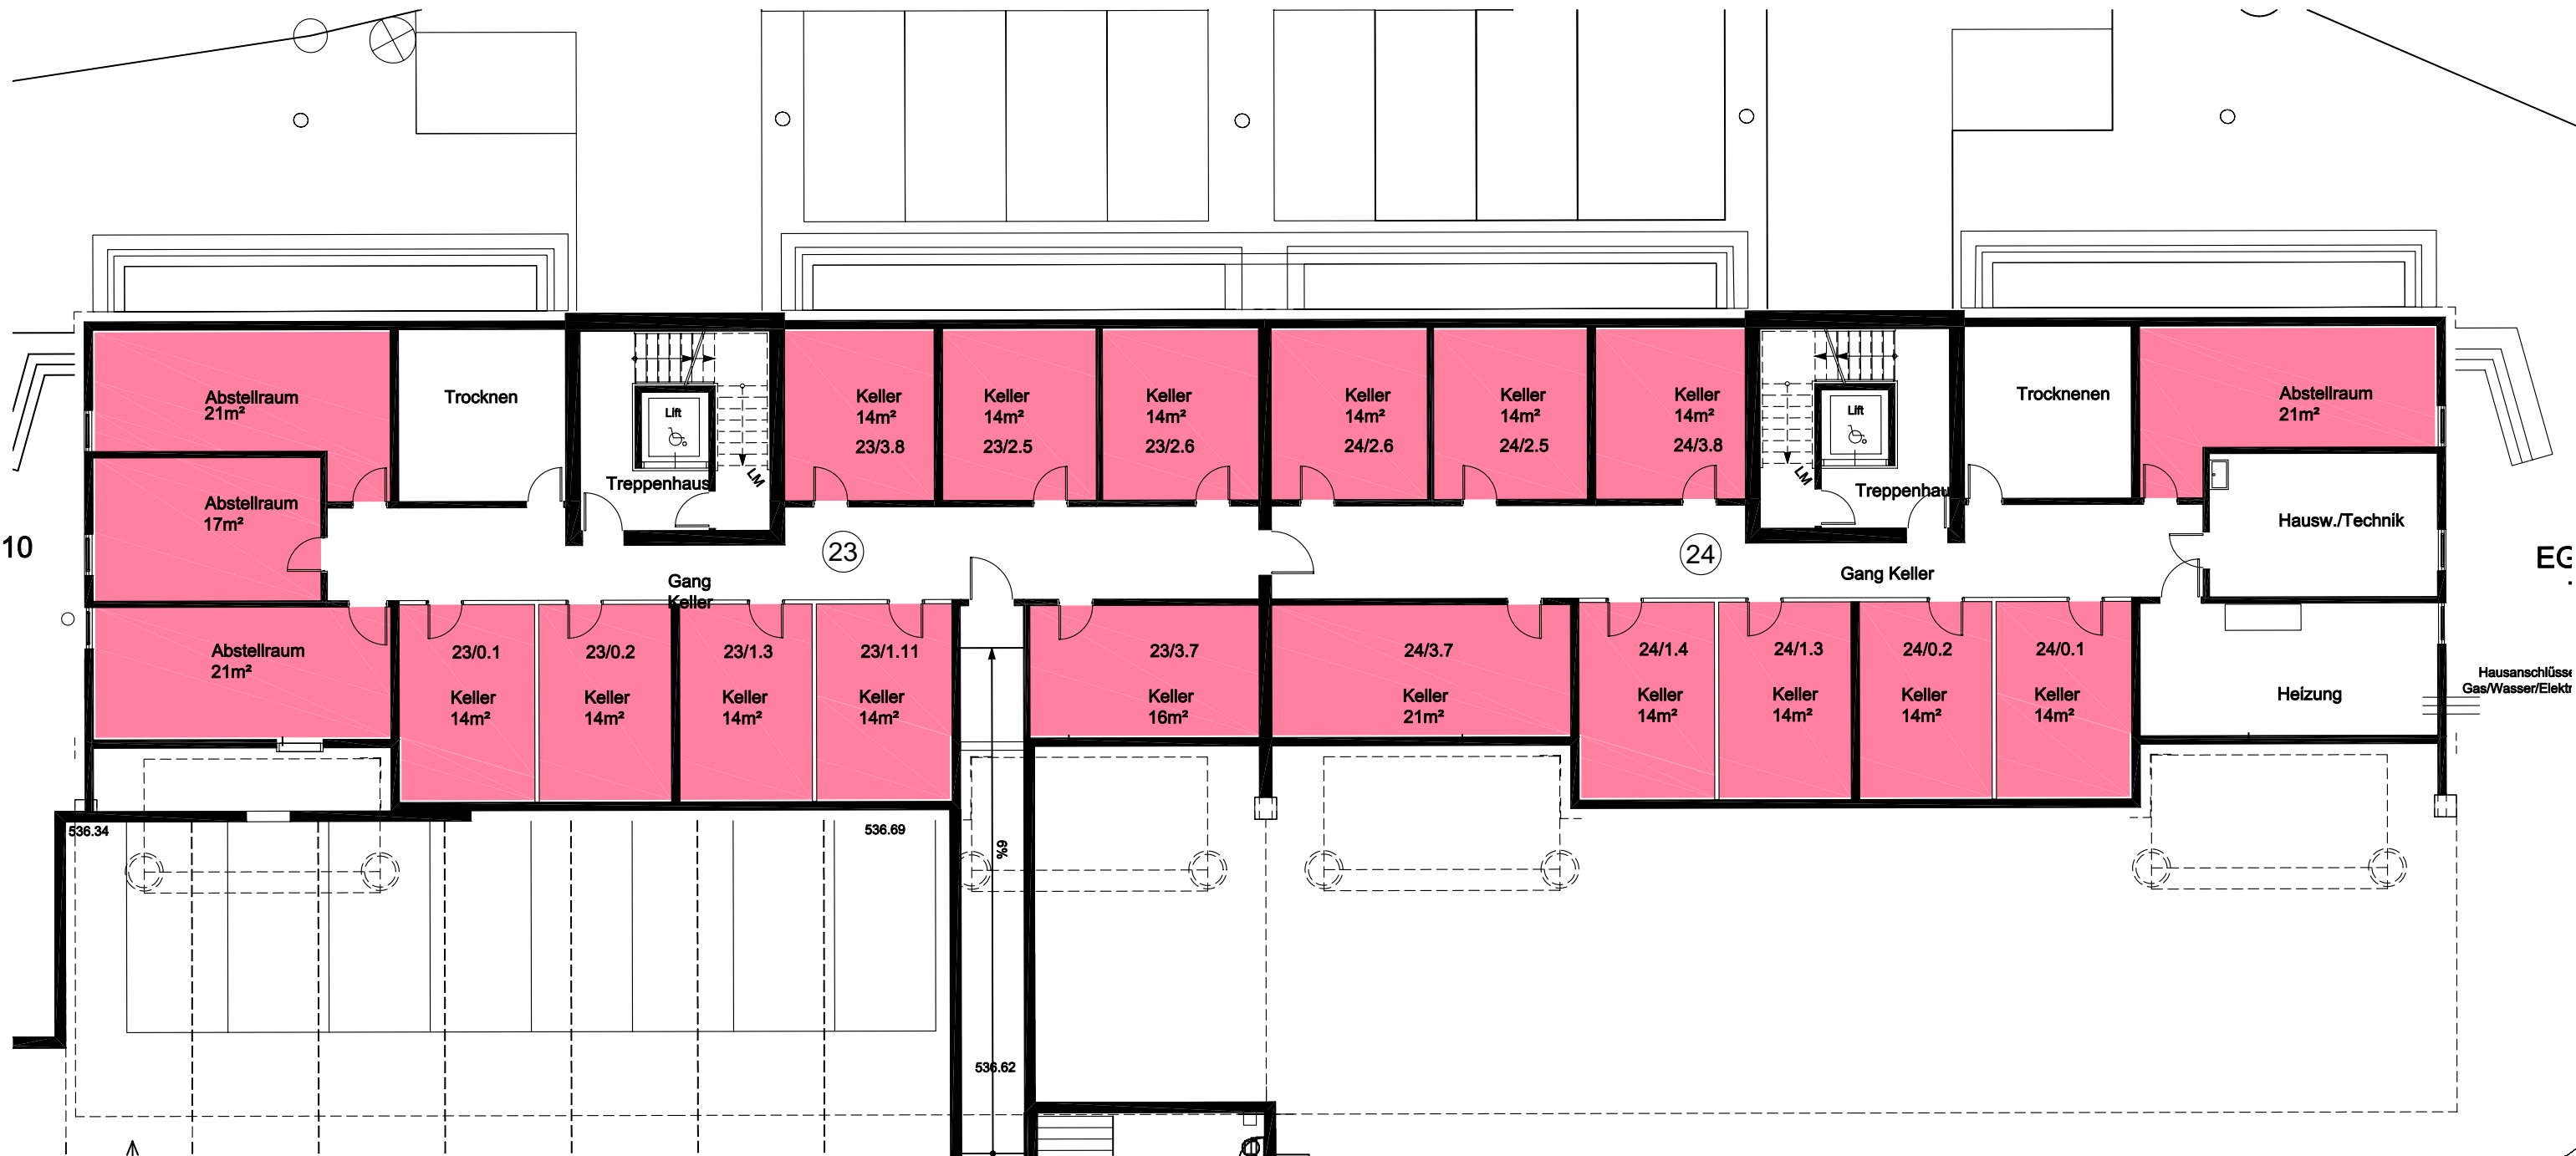 Abstellraum
21m²
Trocknen
Lift
LM
Treppenhaus
Keller
14m²
23/3.8
Keller
14m²
23/2.5
Keller
14m²
23/2.6
Keller
14m²
24/2.6
Keller
14m²
24/2.5
Keller
14m²
24/3.8
Lift
LM
Treppenhau
Trocknenen
Abstellraum
21m²
Abstellraum
17m²
10
23
24
Hausw./Technik
EG
Gang
Keller
Gang Keller
Abstellraum
21m²
23/0.1
Keller
14m²
23/0.2
Keller
14m²
23/1.3
Keller
14m²
23/1.11
Keller
14m²
23/3.7
Keller
16m²
24/3.7
Keller
21m²
24/1.4
Keller
14m²
24/1.3
Keller
14m²
24/0.2
Keller
14m²
24/0.1
Keller
14m²
Heizung
Hausanschlüsse
Gas/Wasser/Elektr
536.34
536.69
6%
536.62